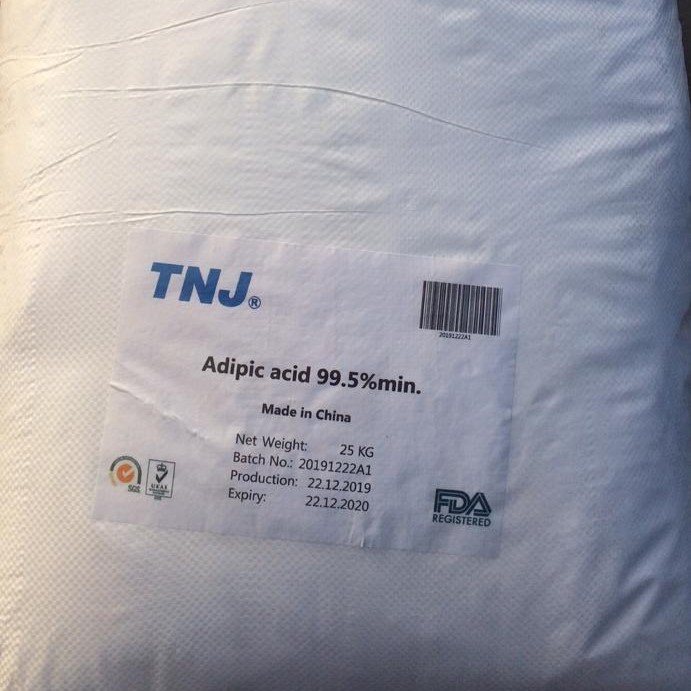 TNJ®
20191222A1
Adipic acid 99.5%min.
Made in China
Net Weight: 25 KG
Batch No.: 20191222A1
Production: 22.12.2019
Expiry: 22.12.2020
SGS
UKAS
FDA
REGISTERED